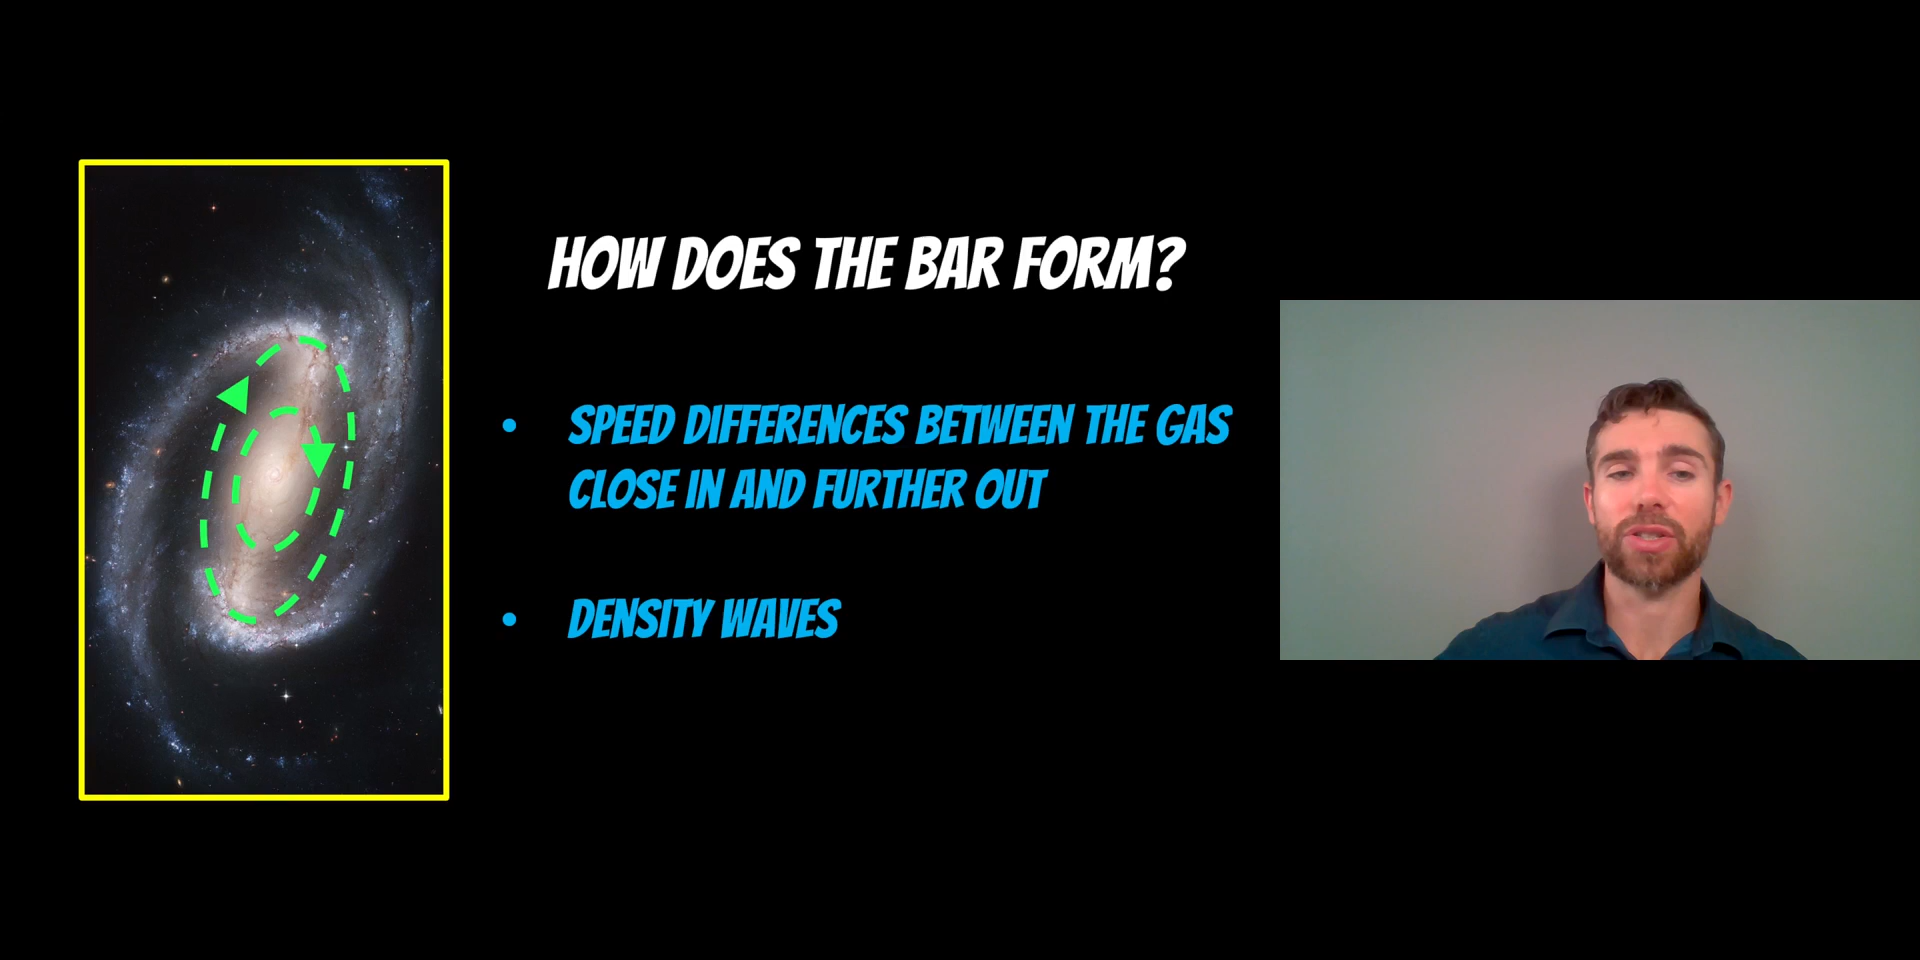 HOW DOES THE BAR FORM?
• SPEED DIFFERENCES BETWEEN THE GAS
CLOSE IN AND FURTHER OUT
• DENSITY WAVES